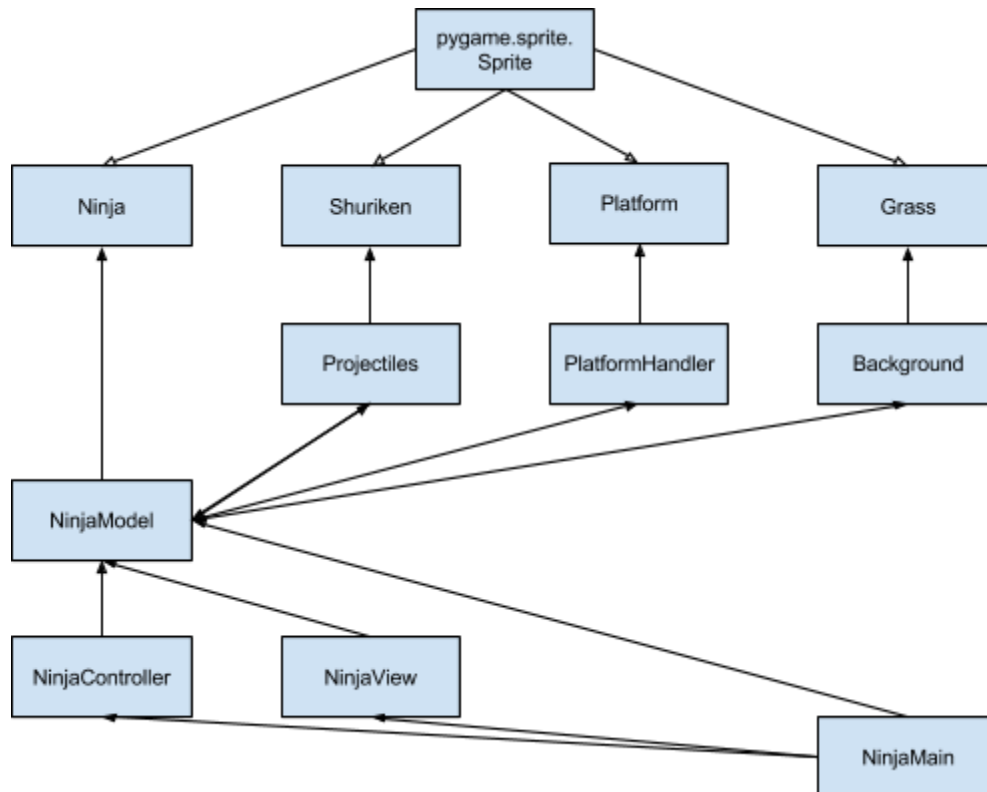 pygame.sprite.
Sprite
Ninja
Shuriken
Platform
Grass
Projectiles
PlatformHandler
Background
NinjaModel
NinjaController
NinjaView
NinjaMain